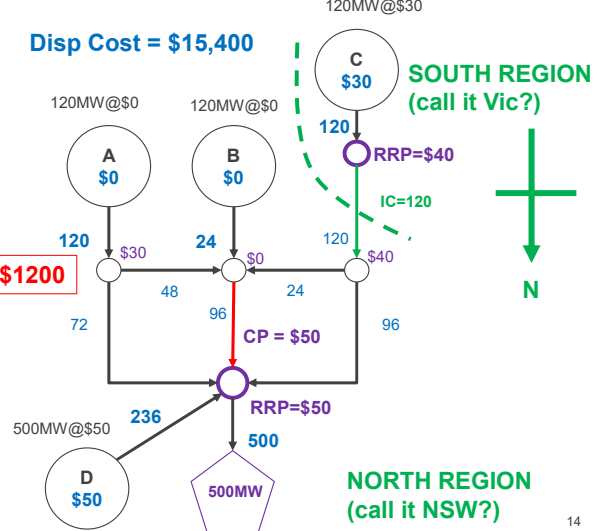 120MW@$30
Disp Cost = $15,400
C
$30
SOUTH REGION
(call it Vic?)
120MW@$0
120MW@$0
A
$0
B
$0
120
RRP=$40
IC=120
120
24
120
$30
$0
$40
$1200
48
24
N
72
96
96
CP = $50
RRP=$50
236
500MW@$50
500
D
$50
500MW
NORTH REGION
(call it NSW?)
14